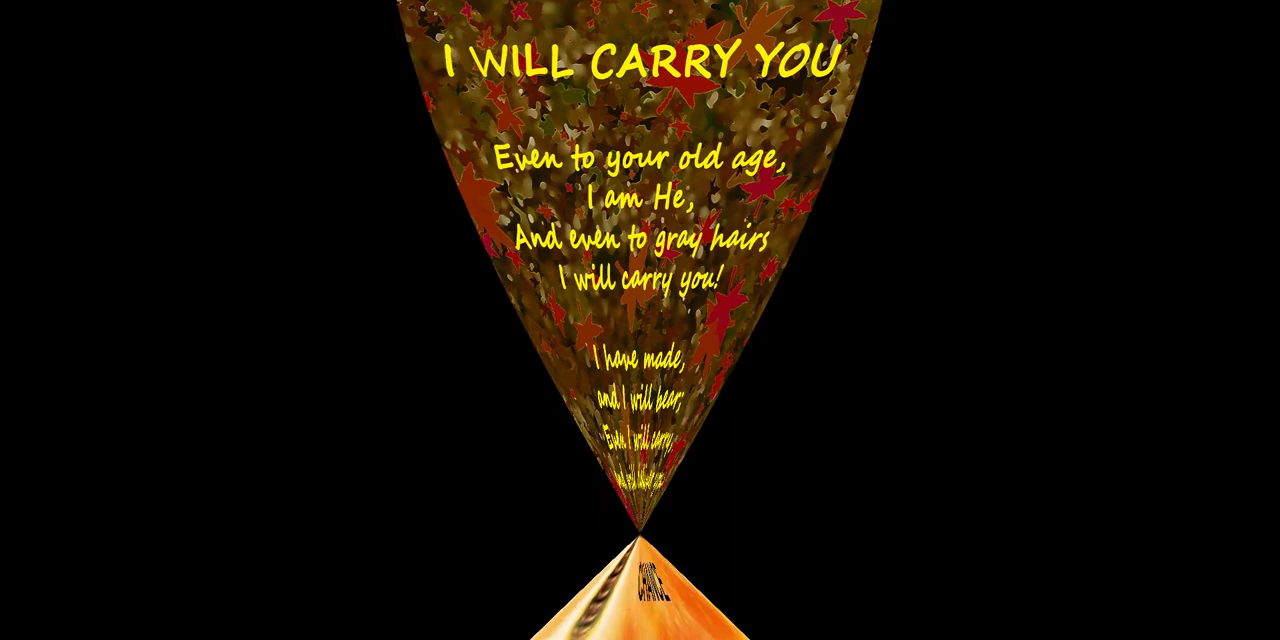 I WILL CARRY YOU
Even to your old age,
I am He,
And even to gray hairs
I will carry you!
I have made,
and I will bear;
Even I will carry,